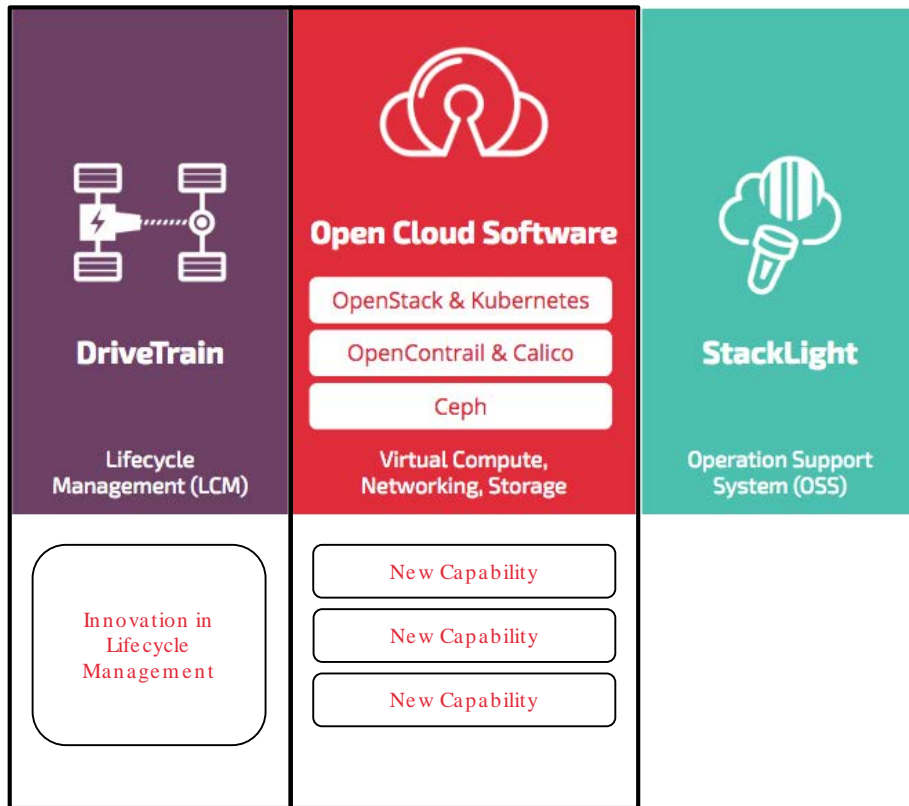 DriveTrain
Lifecycle
Management (LCM)
Innovation in
Lifecycle
Management
Open Cloud Software
OpenStack & Kubernetes
OpenContrail & Calico
Ceph
Virtual Compute,
Networking, Storage
New Capability
New Capability
New Capability
StackLight
Operation Support
System (OSS)